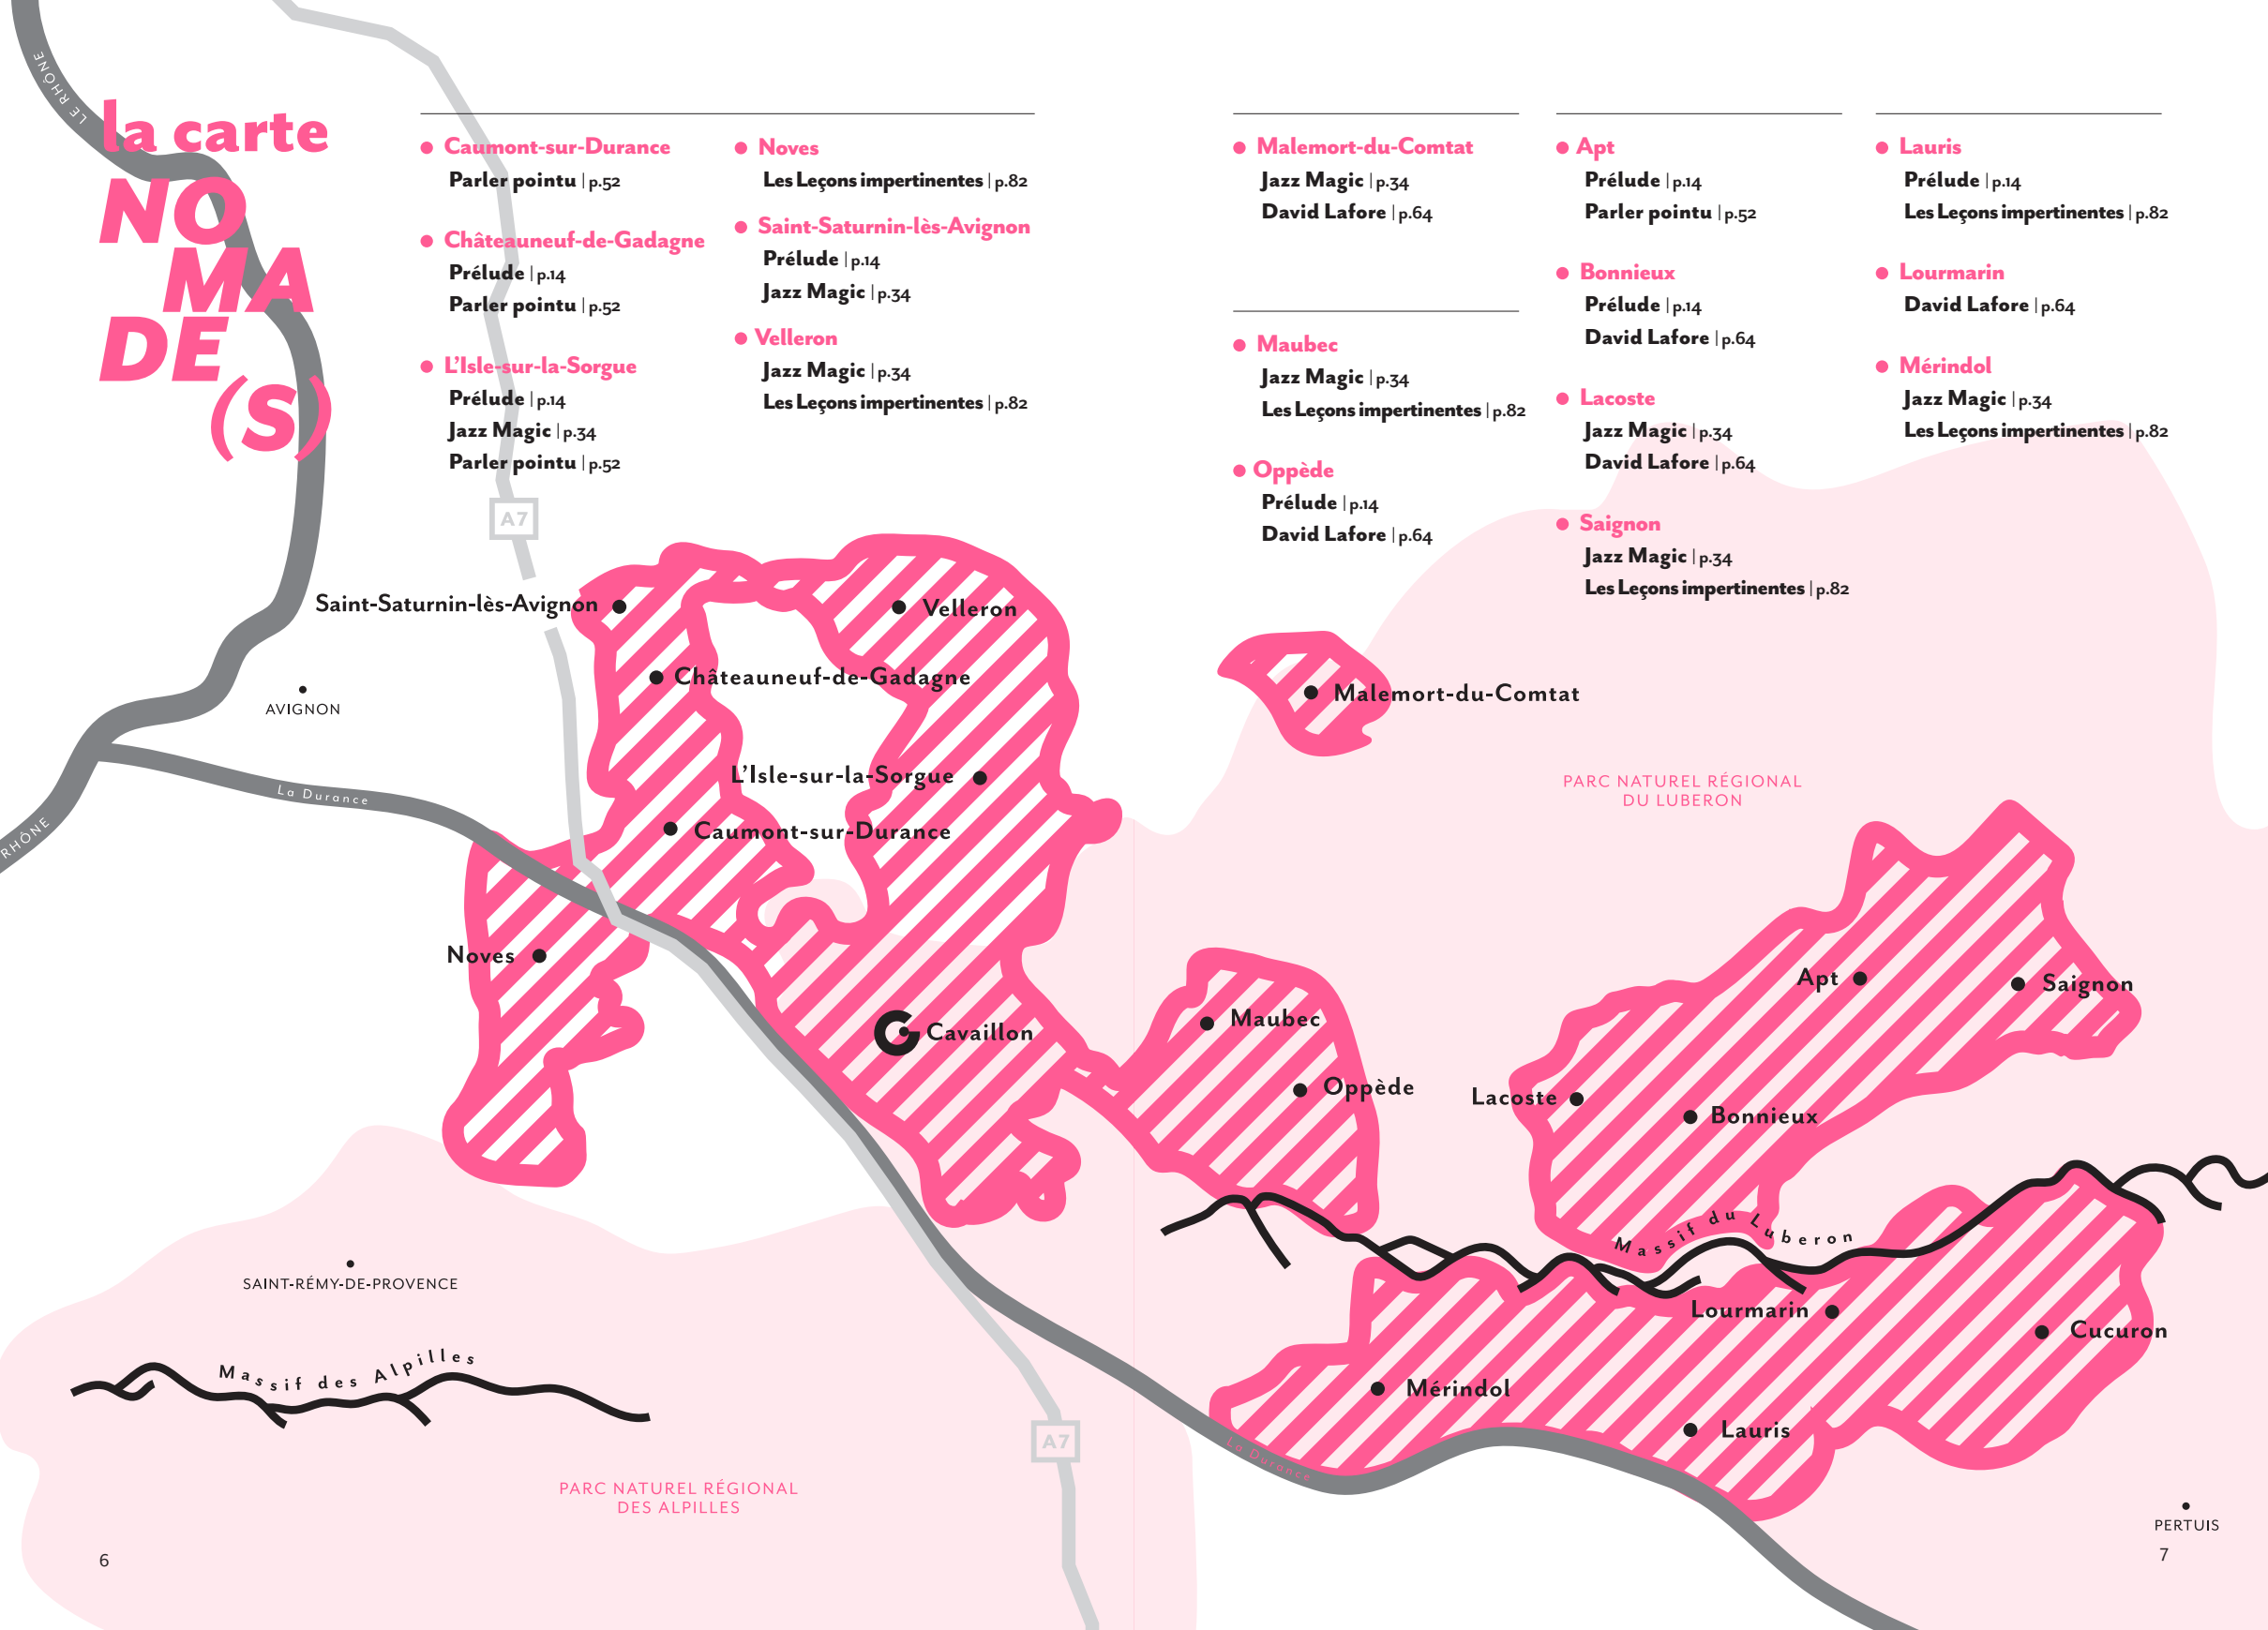 LE RHÔNE
la carte
NO
MA
DE
(S)
Caumont-sur-Durance
Parler pointu | p.52
Châteauneuf-de-Gadagne
Prélude | p.14
Parler pointu | p.52
L’Isle-sur-la-Sorgue
Prélude | p.14
Jazz Magic | p.34
Parler pointu | p.52
Noves
Les Leçons impertinentes | p.82
Saint-Saturnin-lès-Avignon
Prélude | p.14
Jazz Magic | p.34
Velleron
Jazz Magic | p.34
Les Leçons impertinentes | p.82
Malemort-du-Comtat
Jazz Magic | p.34
David Lafore | p.64
Maubec
Jazz Magic | p.34
Les Leçons impertinentes | p.82
Oppède
Prélude | p.14
David Lafore | p.64
Apt
Prélude | p.14
Parler pointu | p.52
Bonnieux
Prélude | p.14
David Lafore | p.64
Lacoste
Jazz Magic | p.34
David Lafore | p.64
Saignon
Jazz Magic | p.34
Les Leçons impertinentes | p.82
Lauris
Prélude | p.14
Les Leçons impertinentes | p.82
Lourmarin
David Lafore | p.64
Mérindol
Jazz Magic | p.34
Les Leçons impertinentes | p.82
A7
Saint-Saturnin-lès-Avignon
Velleron
Châteauneuf-de-Gadagne
Malemort-du-Comtat
AVIGNON
L’Isle-sur-la-Sorgue
PARC NATUREL RÉGIONAL
DU LUBERON
La Durance
RHÔNE
Caumont-sur-Durance
Noves
Apt
Saignon
Maubec
Cavaillon
Oppède
Lacoste
Bonnieux
Massif du Luberon
SAINT-RÉMY-DE-PROVENCE
Lourmarin
Cucuron
Massif des Alpilles
Mérindol
Lauris
A7
La Durance
PARC NATUREL RÉGIONAL
DES ALPILLES
PERTUIS
6
7